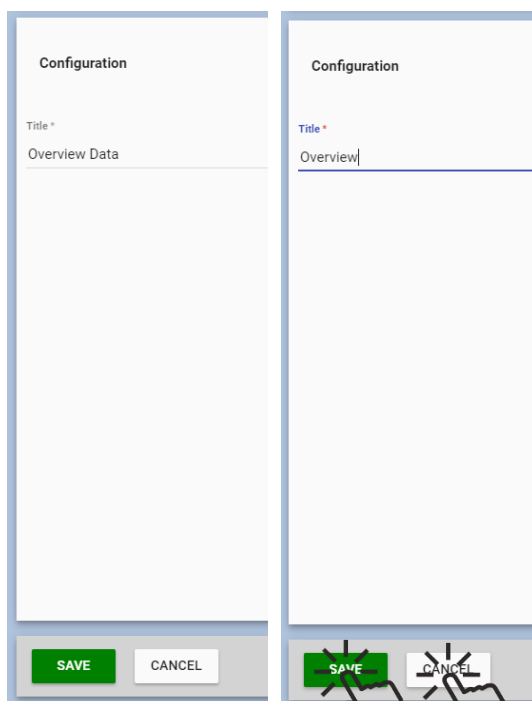 Configuration
Title *
Overview Data
SAVE CANCEL
Configuration
Title *
Overview
SAVE CANCEL